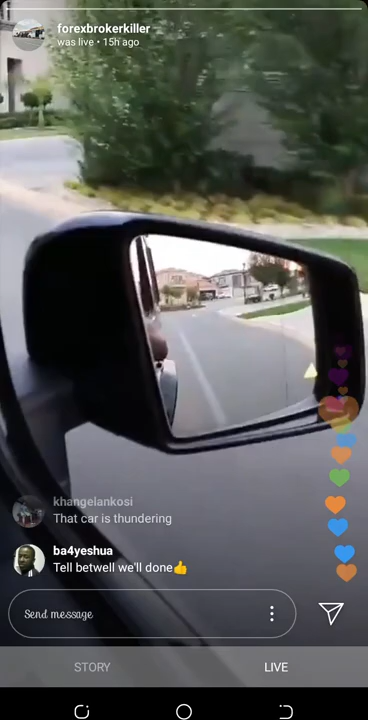 forexbrokerkiller
was live • 15h ago
khangelankosi
That car is thundering
ba4yeshua
Tell betwell we'll done👍
Send message
STORY
LIVE